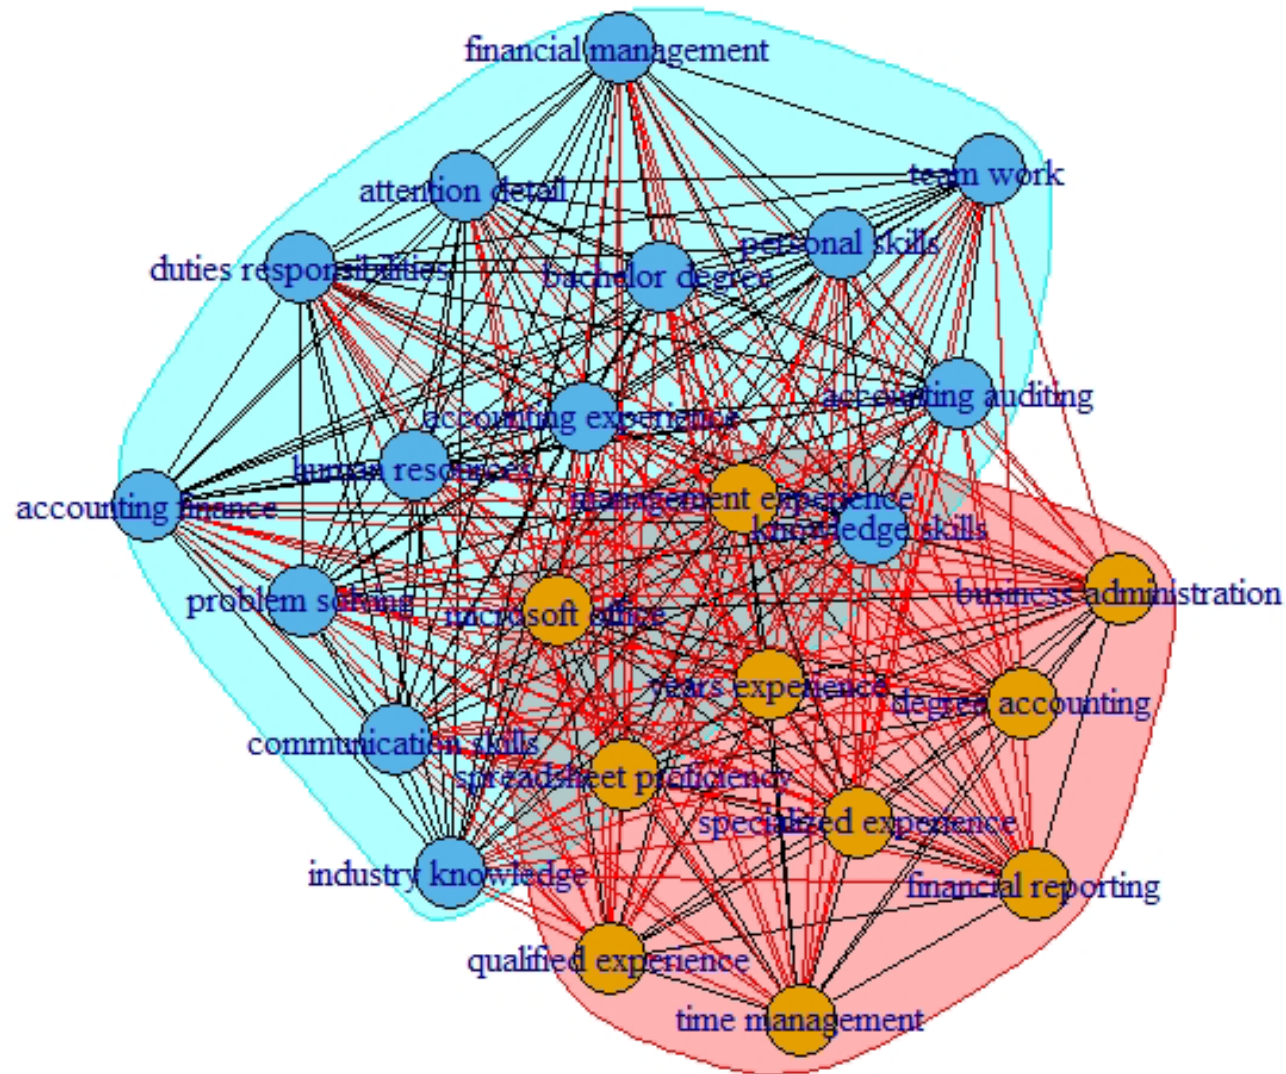 financial management
team work
attention detail
personal skills
duties responsibilities
bachelor degree
accounting auditing
accounting experience
human resources
management experience
accounting finance
knowledge skills
business administration
problem solving
microsoft office
years experience
degree accounting
communication skills
spreadsheet proficiency
specialized experience
industry knowledge
financial reporting
qualified experience
time management